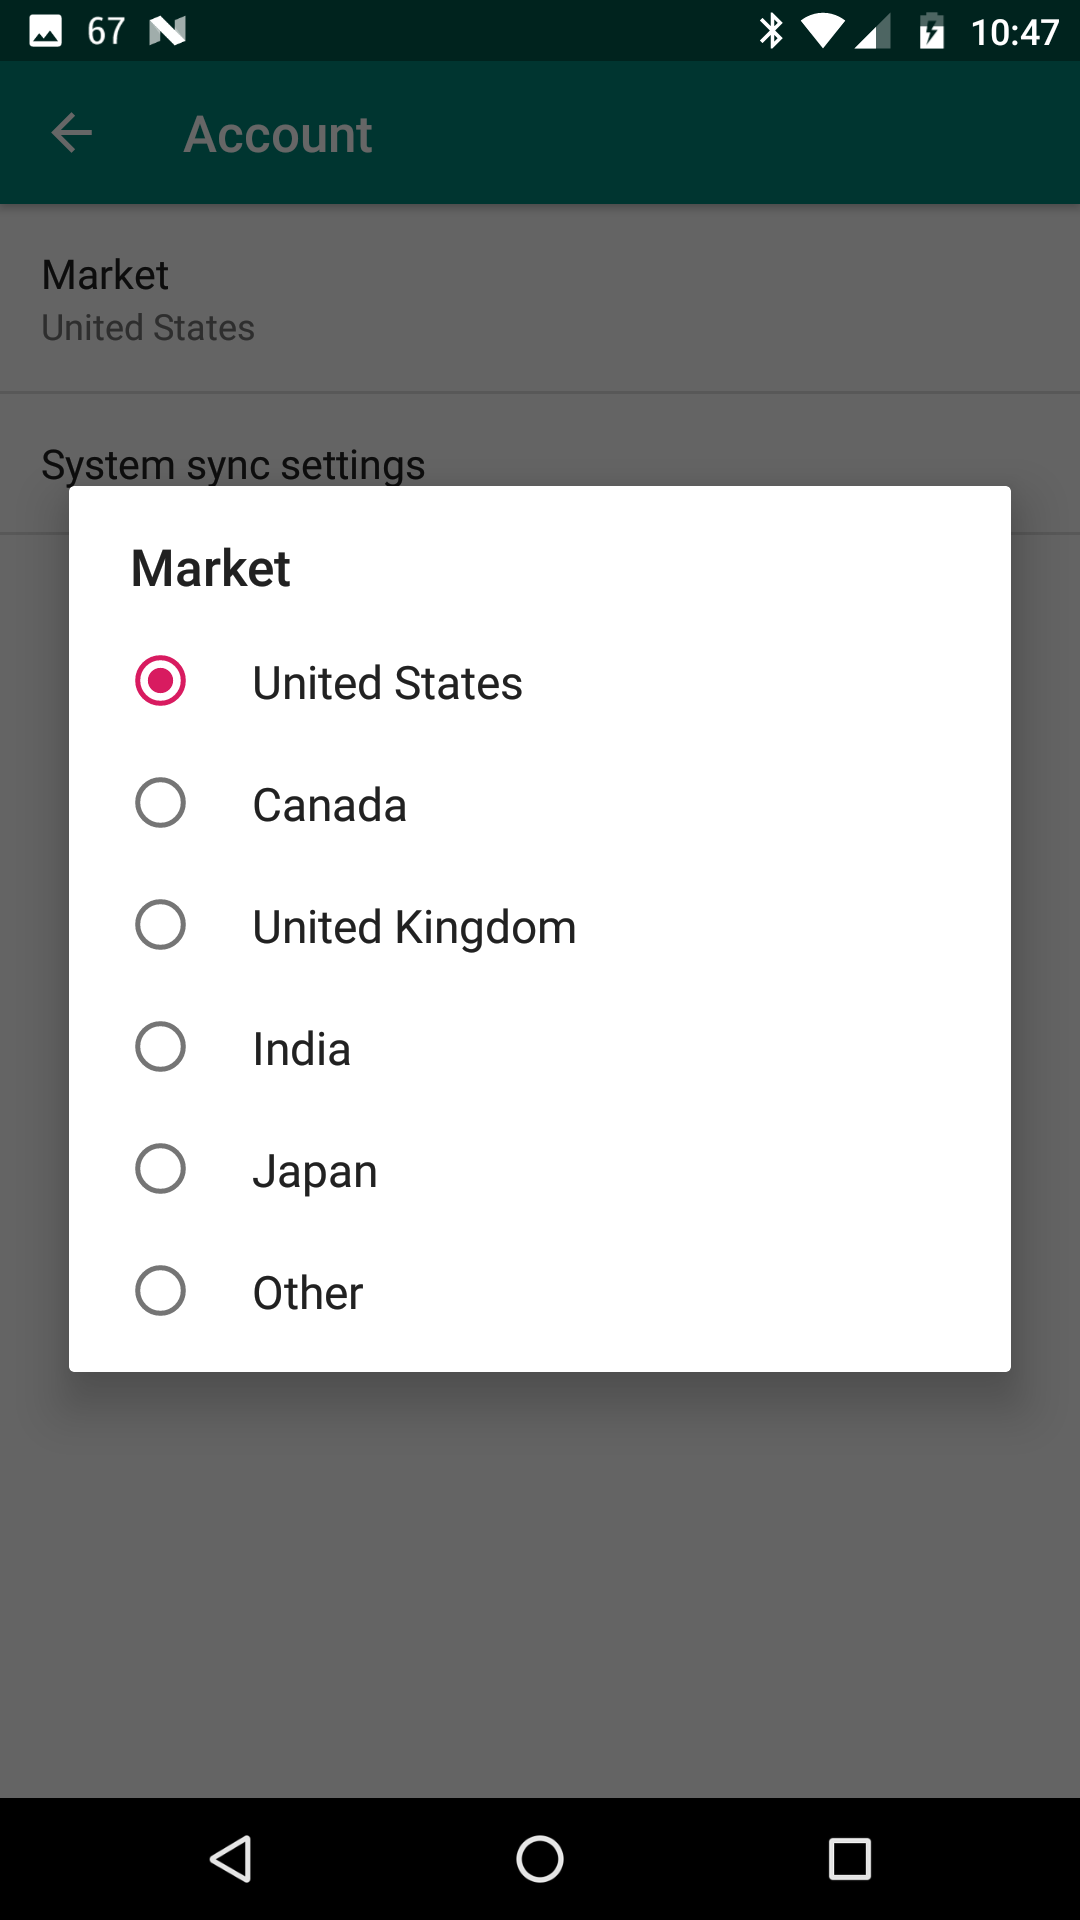 67 10:47
Account
Market
United States
System sync settings
Market
United States
Canada
United Kingdom
India
Japan
Other